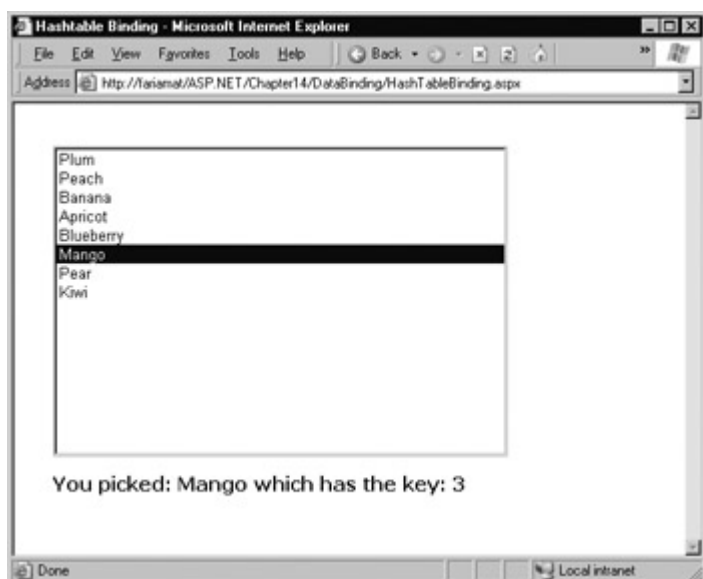 Hashtable Binding - Microsoft Internet Explorer
File Edit View Favorites Tools Help Back »
Address http://fariamat/ASP.NET/Chapter14/DataBinding/HashTableBinding.aspx
Plum
Peach
Banana
Apricot
Blueberry
Mango
Pear
Kiwi
You picked: Mango which has the key: 3
Done Local intranet